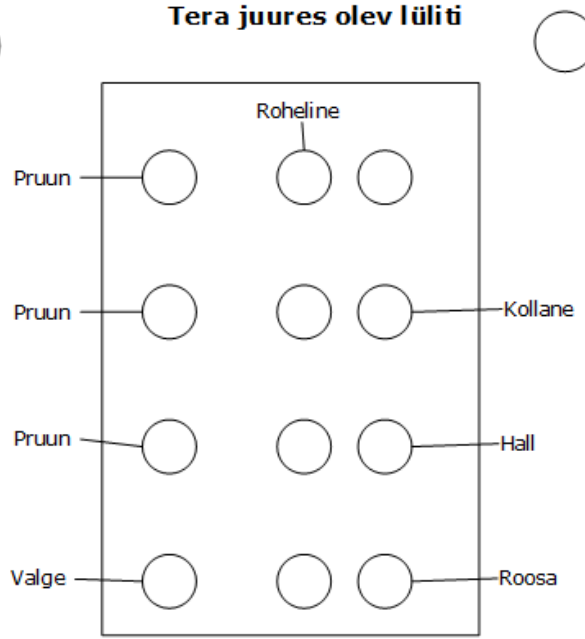 Tera juures olev lüliti
Roheline
Pruun
Pruun
Kollane
Pruun
Hall
Valge
Roosa